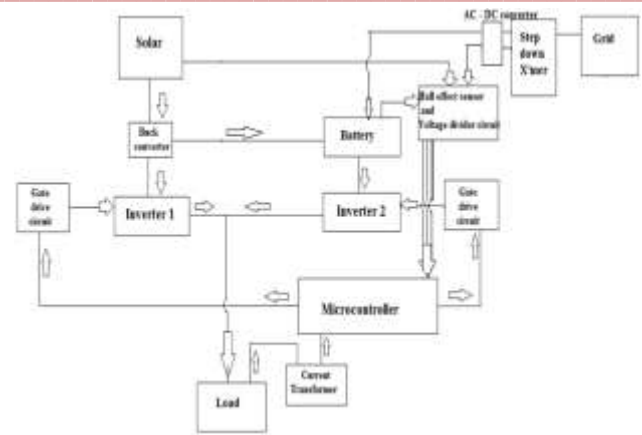 AC - DC converter
Solar
Step
down
X'mer
Grid
Hall effect sensor
and
Voltage divider circuit
Buck
converter
Battery
Gate
drive
circuit
Inverter 1
Inverter 2
Gate
drive
circuit
Microcontroller
Current
Transformer
Load